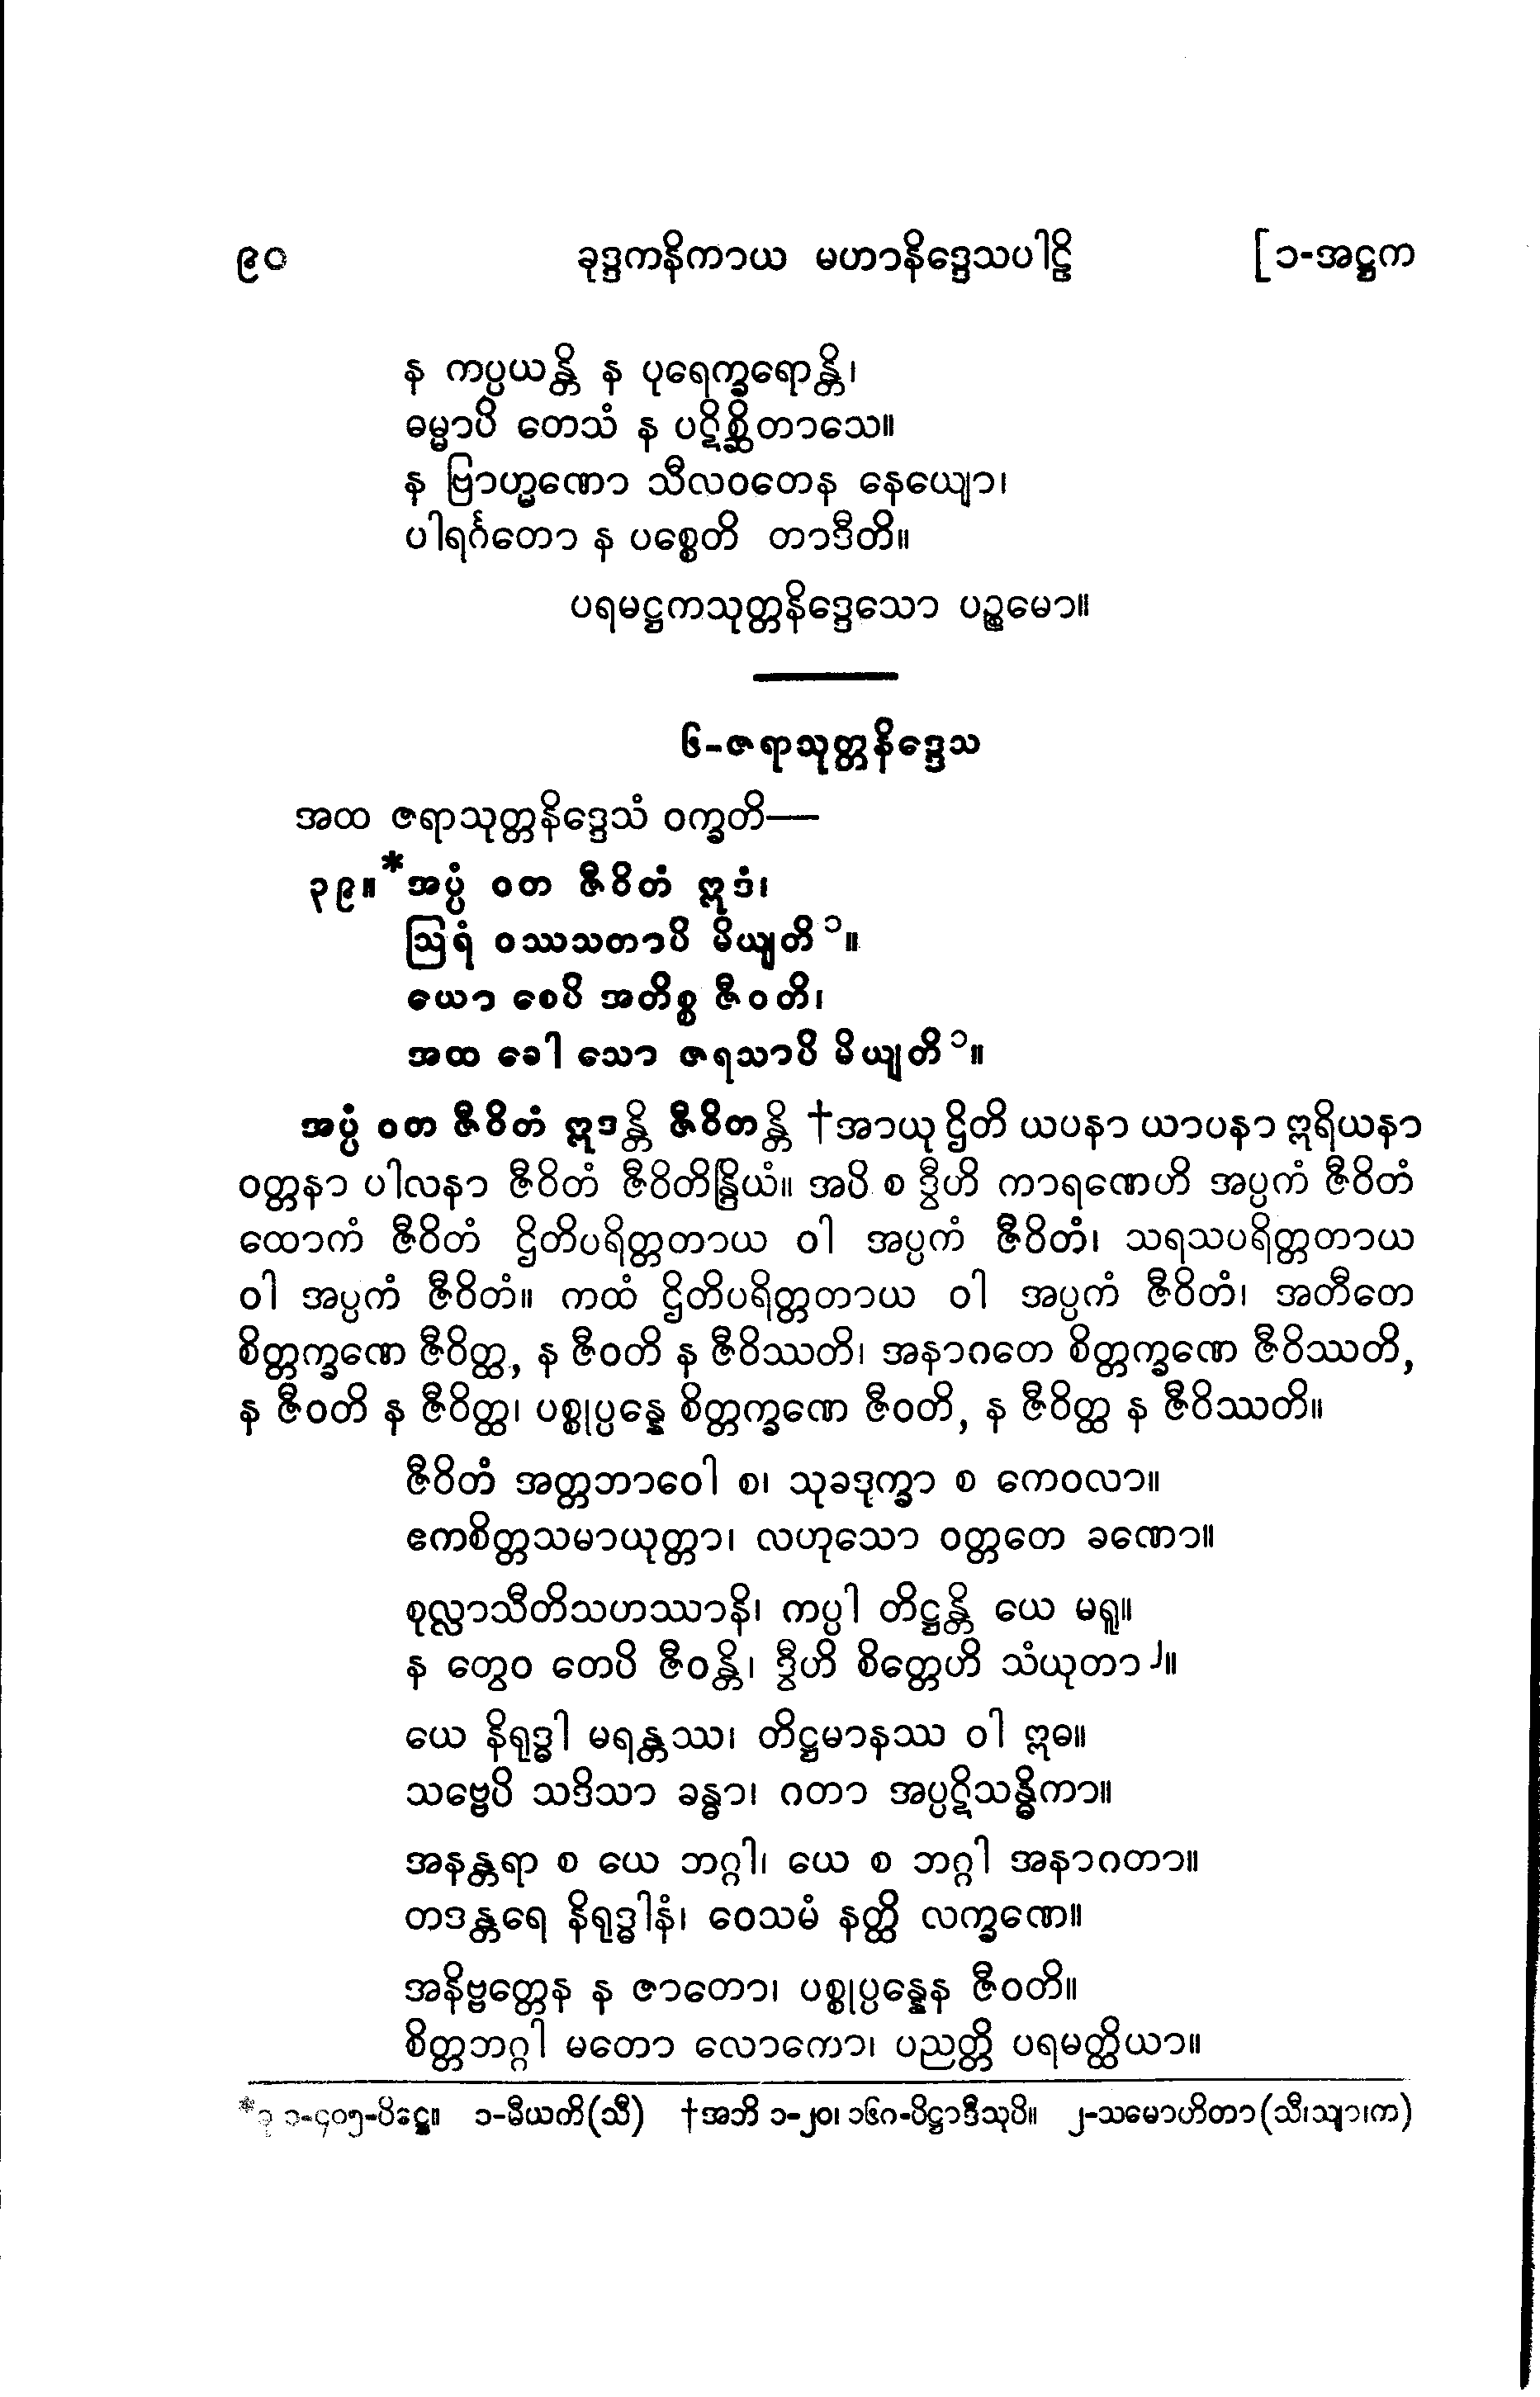 ၉၀ ခုဒ္ဒကနိကာယ မဟာနိဒ္ဒေသပါဠိ [၁-အဋ္ဌက
န ကပ္ပယန္တိ န ပုရေက္ခရောန္တိ၊
ဓမ္မာပိ တေသံ န ပဋိစ္ဆိတာသေ။
န ဗြာဟ္မဏော သီလဝတေန နေယျော၊
ပါရင်္ဂတော န ပစ္စေတိ တာဒီတိ။
ပရမဋ္ဌကသုတ္တနိဒ္ဒေသော ပဉ္စမော။
၆-ဇရာသုတ္တနိဒ္ဒေသ
အထ ဇရာသုတ္တနိဒ္ဒေသံ ဝက္ခတိ—
၃၉။ *အပ္ပံ ဝတ ဇီဝိတံ ဣဒံ၊
ဩရံ ဝဿသတာပိ မိယျတိ ၁။
ယော စေပိ အတိစ္စ ဇီဝတိ၊
အထ ခေါ သော ဇရသာပိ မိယျတိ ၁။
အပ္ပံ ဝတ ဇီဝိတံ ဣဒန္တိ ဇီဝိတန္တိ †အာယု ဌိတိ ယပနာ ယာပနာ ဣရိယနာ
ဝတ္တနာ ပါလနာ ဇီဝိတံ ဇီဝိတိန္ဒြိယံ။ အပိ စ ဒွီဟိ ကာရဏေဟိ အပ္ပကံ ဇီဝိတံ
ထောကံ ဇီဝိတံ ဌိတိပရိတ္တတာယ ဝါ အပ္ပကံ ဇီဝိတံ၊ သရသပရိတ္တတာယ
ဝါ အပ္ပကံ ဇီဝိတံ။ ကထံ ဌိတိပရိတ္တတာယ ဝါ အပ္ပကံ ဇီဝိတံ၊ အတီတေ
စိတ္တက္ခဏေ ဇီဝိတ္ထ, န ဇီဝတိ န ဇီဝိဿတိ၊ အနာဂတေ စိတ္တက္ခဏေ ဇီဝိဿတိ,
န ဇီဝတိ န ဇီဝိတ္ထ၊ ပစ္စုပ္ပန္နေ စိတ္တက္ခဏေ ဇီဝတိ, န ဇီဝိတ္ထ န ဇီဝိဿတိ။
ဇီဝိတံ အတ္တဘာဝေါ စ၊ သုခဒုက္ခာ စ ကေဝလာ။
ဧကစိတ္တသမာယုတ္တာ၊ လဟုသော ဝတ္တတေ ခဏော။
စုလ္လာသီတိသဟဿာနိ၊ ကပ္ပါ တိဋ္ဌန္တိ ယေ မရူ။
န တွေဝ တေပိ ဇီဝန္တိ၊ ဒွီဟိ စိတ္တေဟိ သံယုတာ ၂။
ယေ နိရုဒ္ဓါ မရန္တဿ၊ တိဋ္ဌမာနဿ ဝါ ဣဓ။
သဗ္ဗေပိ သဒိသာ ခန္ဓာ၊ ဂတာ အပ္ပဋိသန္ဓိကာ။
အနန္တရာ စ ယေ ဘဂ္ဂါ၊ ယေ စ ဘဂ္ဂါ အနာဂတာ။
တဒန္တရေ နိရုဒ္ဓါနံ၊ ဝေသမံ နတ္ထိ လက္ခဏေ။
အနိဗ္ဗတ္တေန န ဇာတော၊ ပစ္စုပ္ပန္နေန ဇီဝတိ။
စိတ္တဘဂ္ဂါ မတော လောကော၊ ပညတ္တိ ပရမတ္ထိယာ။
* ၁-၄၀၅-ပိဋ္ဌေ။ ၁-မီယတိ(သီ) †အဘိ ၁-၂၀၊ ၁၆ဂ-ပိဋ္ဌာဒီသုပိ။ ၂-သမောဟိတာ(သီ၊သျာ၊က)